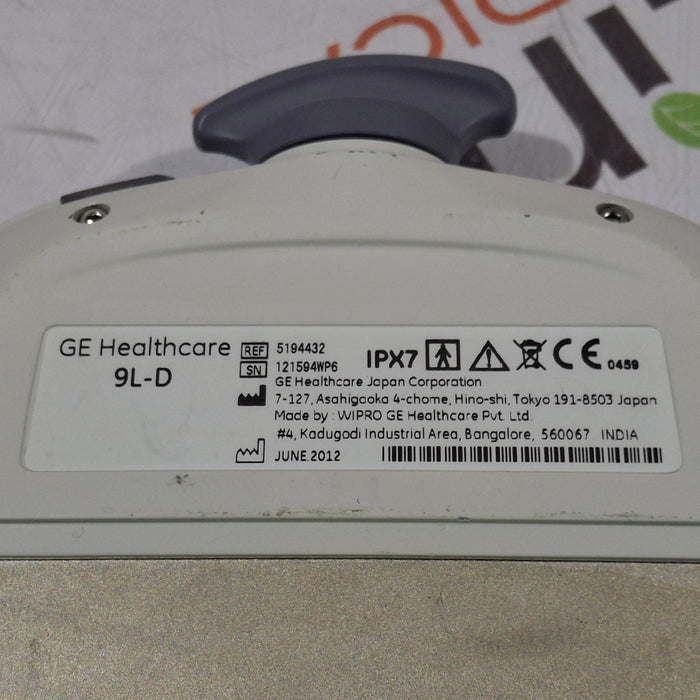 GE Healthcare
9L-D
REF 5194432
SN 121594WP6
IPX7
0459
GE Healthcare Japan Corporation
7-127, Asahigaoka 4-chome, Hino-shi, Tokyo 191-8503 Japan
Made by : WIPRO GE Healthcare Pvt. Ltd.
#4, Kadugodi Industrial Area, Bangalore, 560067 INDIA
JUNE.2012